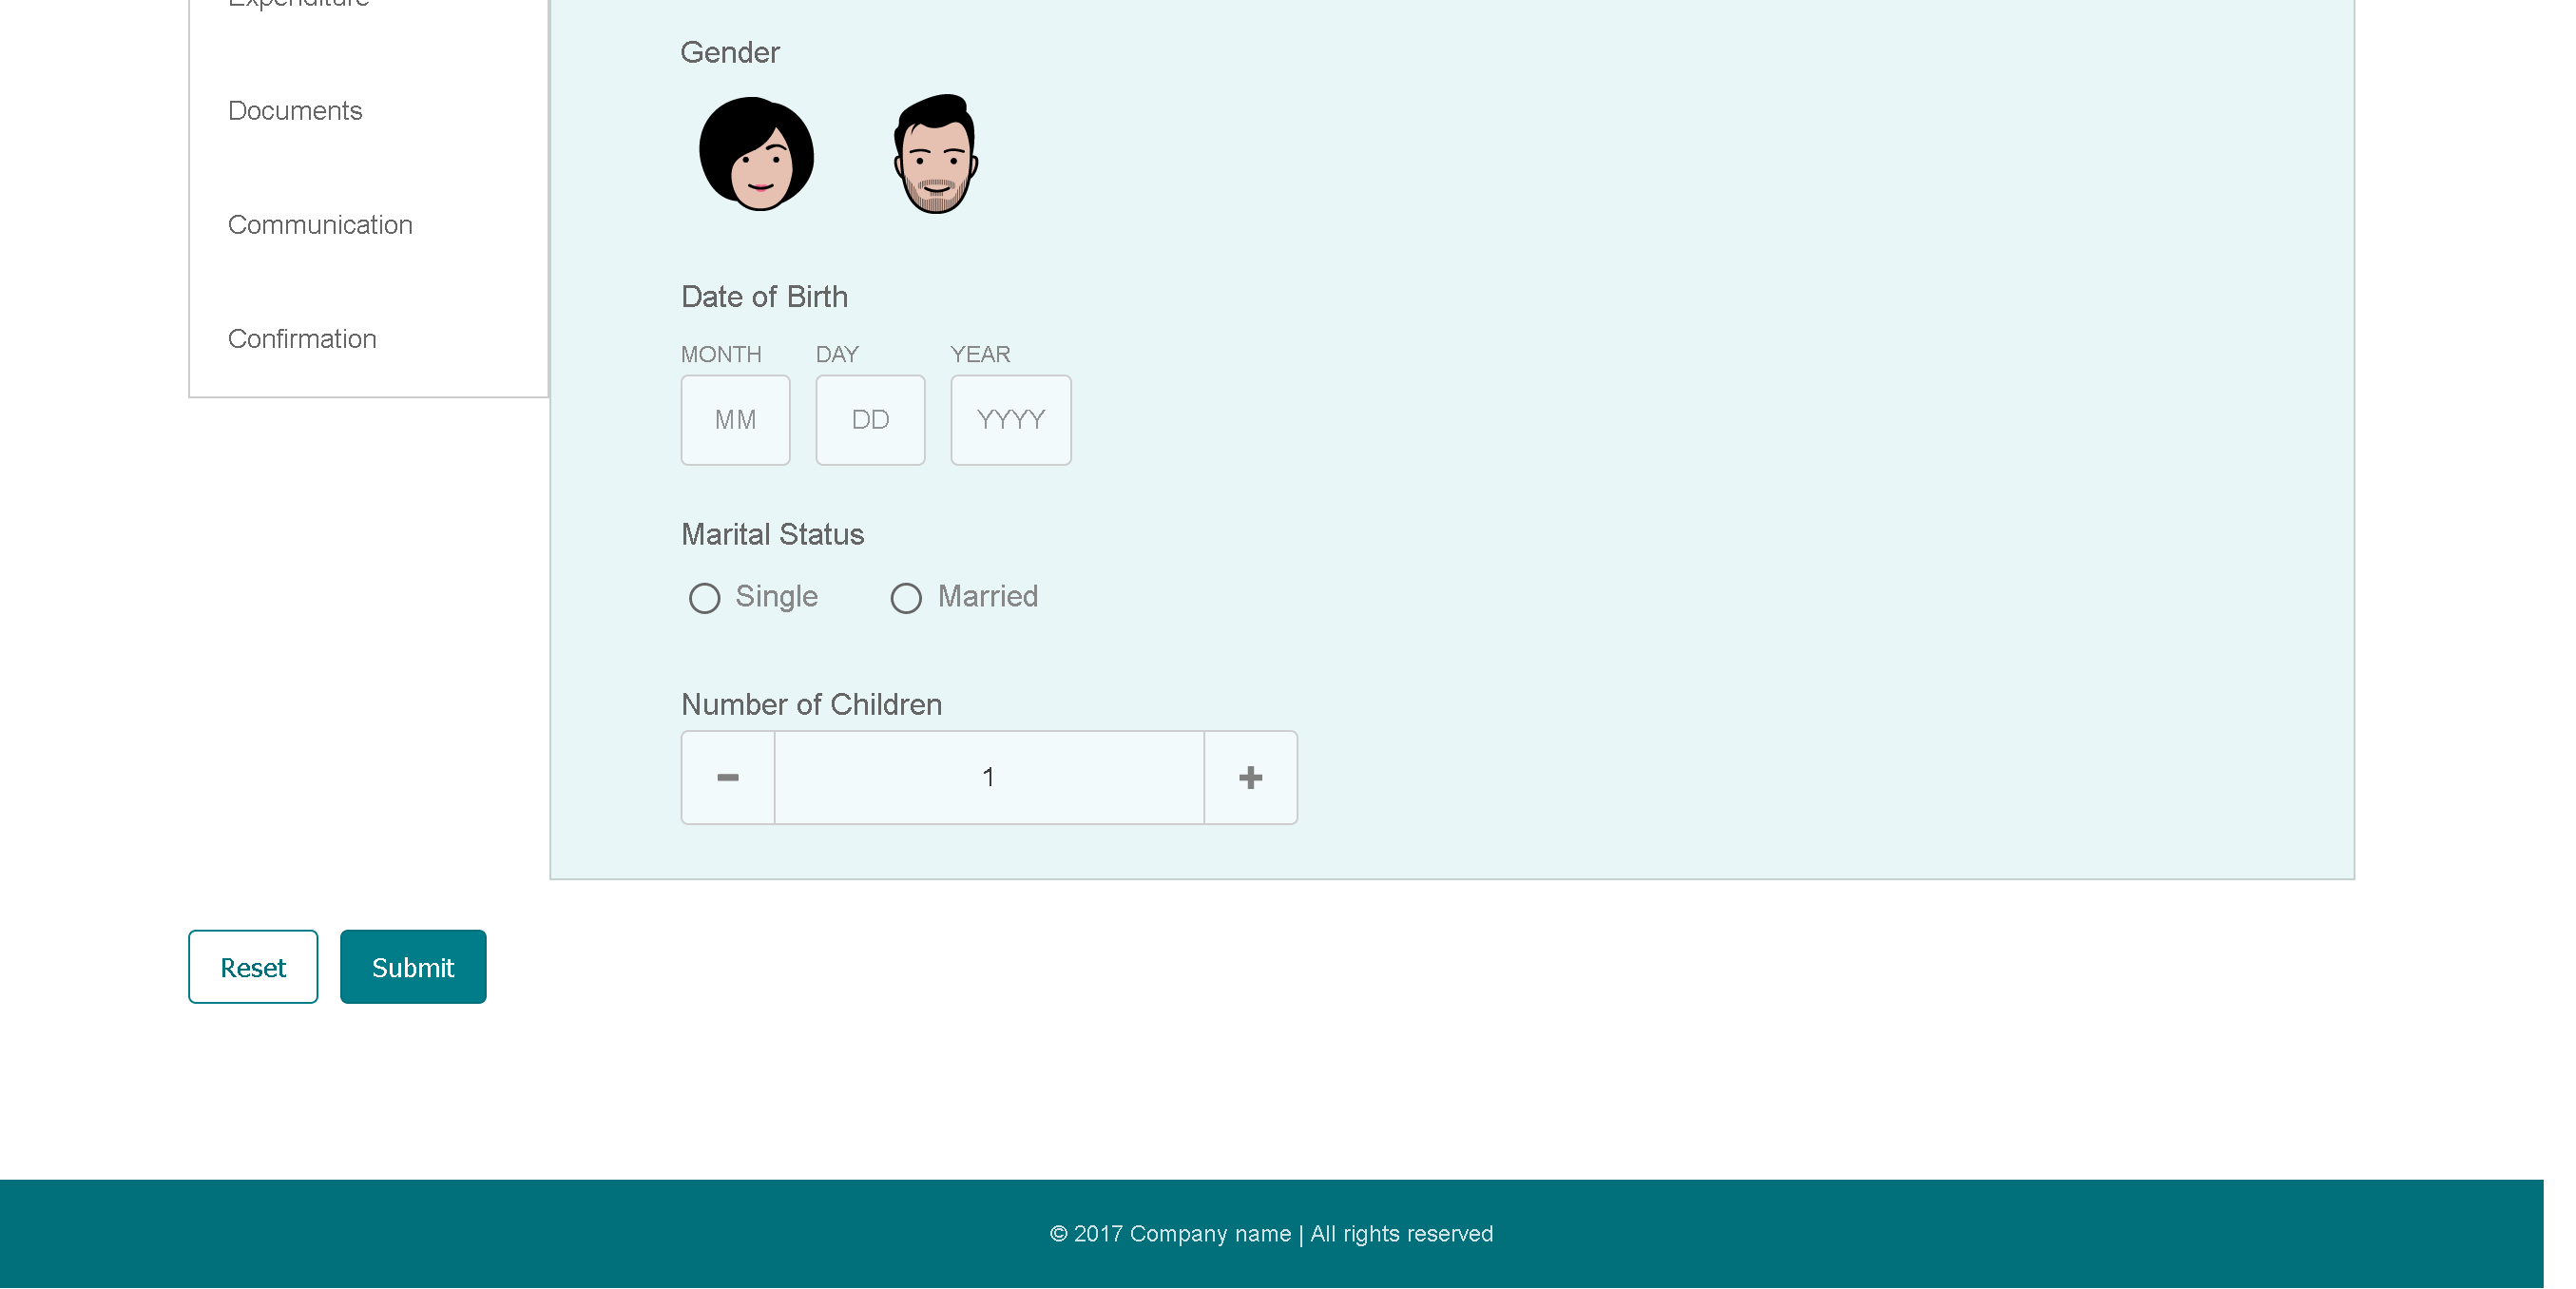 Expenditure
Documents
Communication
Confirmation
Gender
Date of Birth
MONTH DAY YEAR
MM DD YYYY
Marital Status
Single Married
Number of Children
1
Reset Submit
© 2017 Company name | All rights reserved